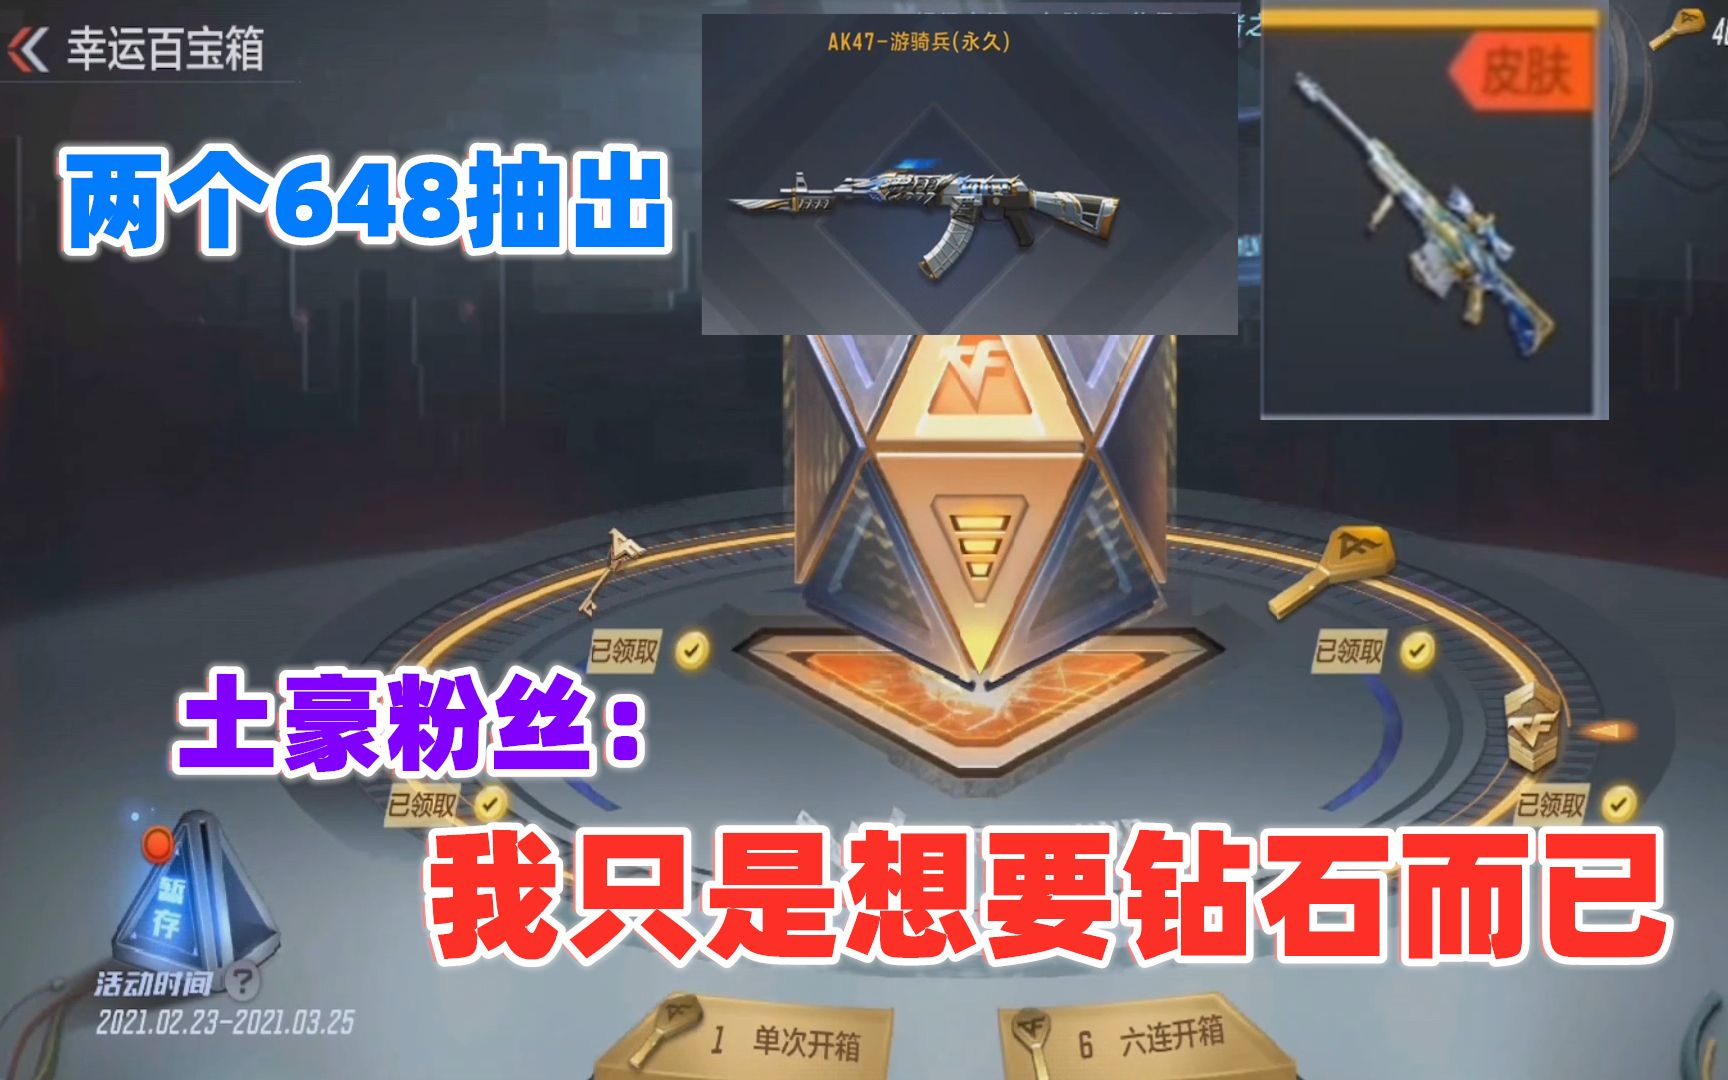 幸运百宝箱
AK47-游骑兵(永久)
皮肤
两个648抽出
CF
已领取
已领取
土豪粉丝：
已领取
已领取
我只是想要钻石而已
暂存
活动时间 ?
2021.02.23-2021.03.25
1 单次开箱
6 六连开箱